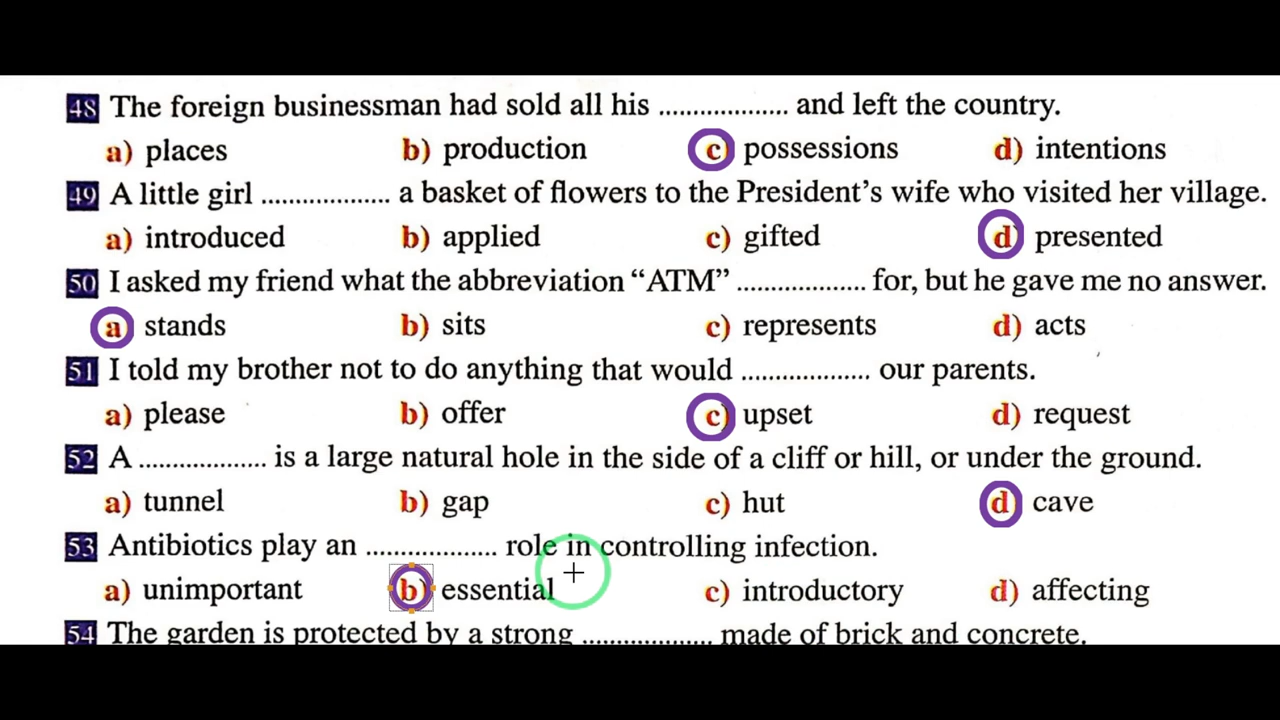 48 The foreign businessman had sold all his ................... and left the country.
a) places b) production c) possessions d) intentions
49 A little girl ................... a basket of flowers to the President's wife who visited her village.
a) introduced b) applied c) gifted d) presented
50 I asked my friend what the abbreviation "ATM" ................... for, but he gave me no answer.
a) stands b) sits c) represents d) acts
51 I told my brother not to do anything that would ................... our parents.
a) please b) offer c) upset d) request
52 A ................... is a large natural hole in the side of a cliff or hill, or under the ground.
a) tunnel b) gap c) hut d) cave
53 Antibiotics play an ................... role in controlling infection.
a) unimportant b) essential c) introductory d) affecting
54 The garden is protected by a strong ................... made of brick and concrete.